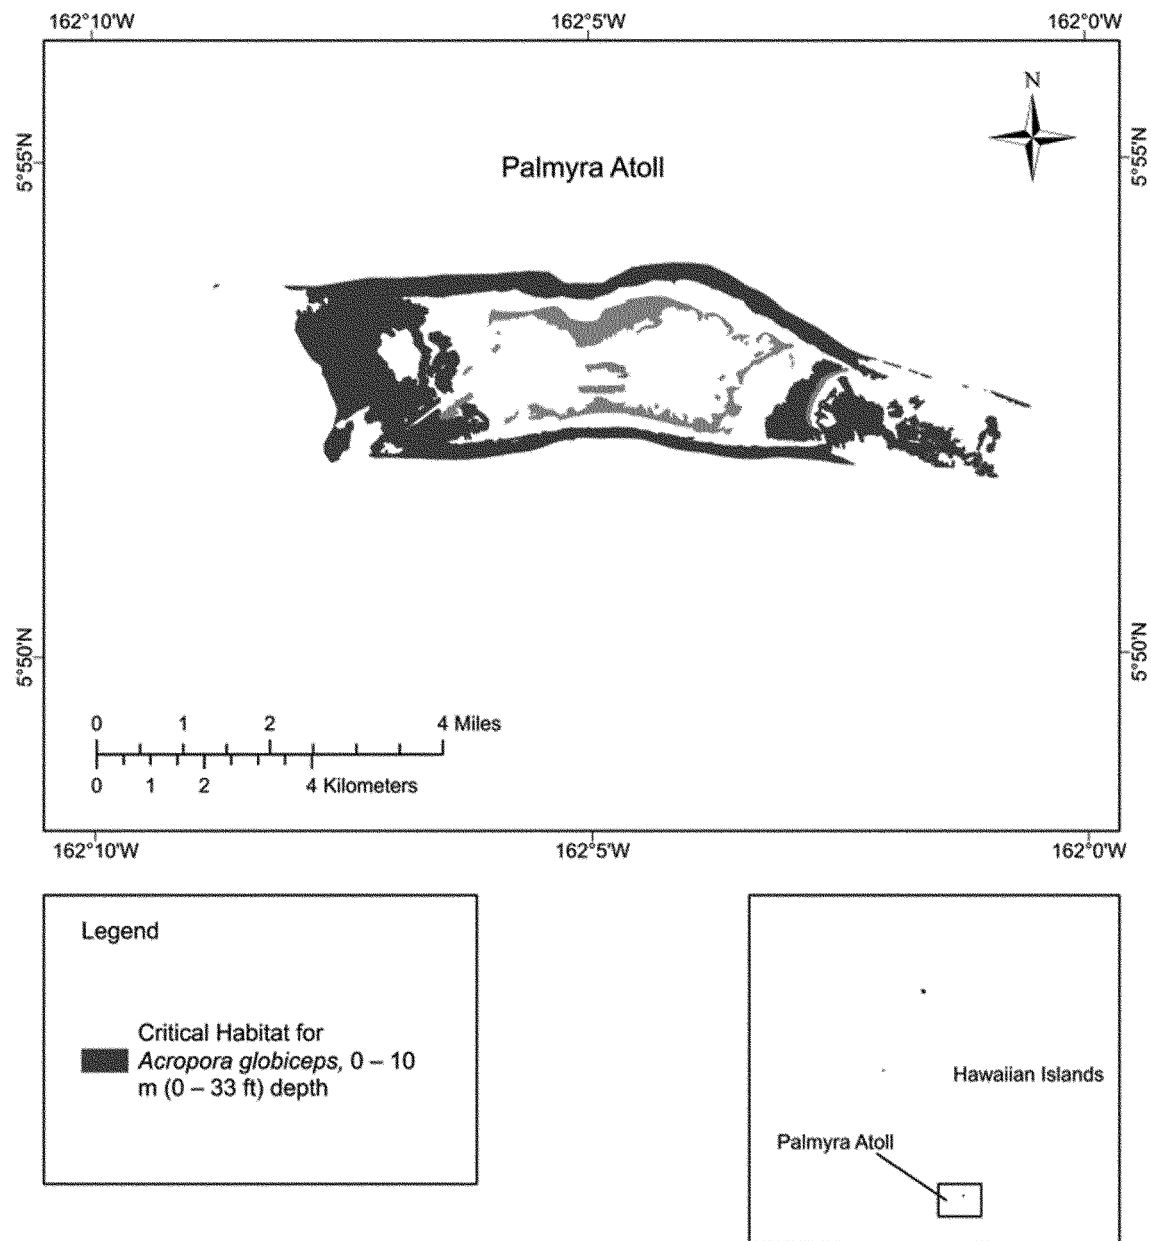 162°10'W 162°5'W 162°0'W
N
5°55'N 5°55'N
Palmyra Atoll
5°50'N 5°50'N
0 1 2 4 Miles
0 1 2 4 Kilometers
162°10'W 162°5'W 162°0'W
Legend
Critical Habitat for
Acropora globiceps, 0 – 10
m (0 – 33 ft) depth
Hawaiian Islands
Palmyra Atoll